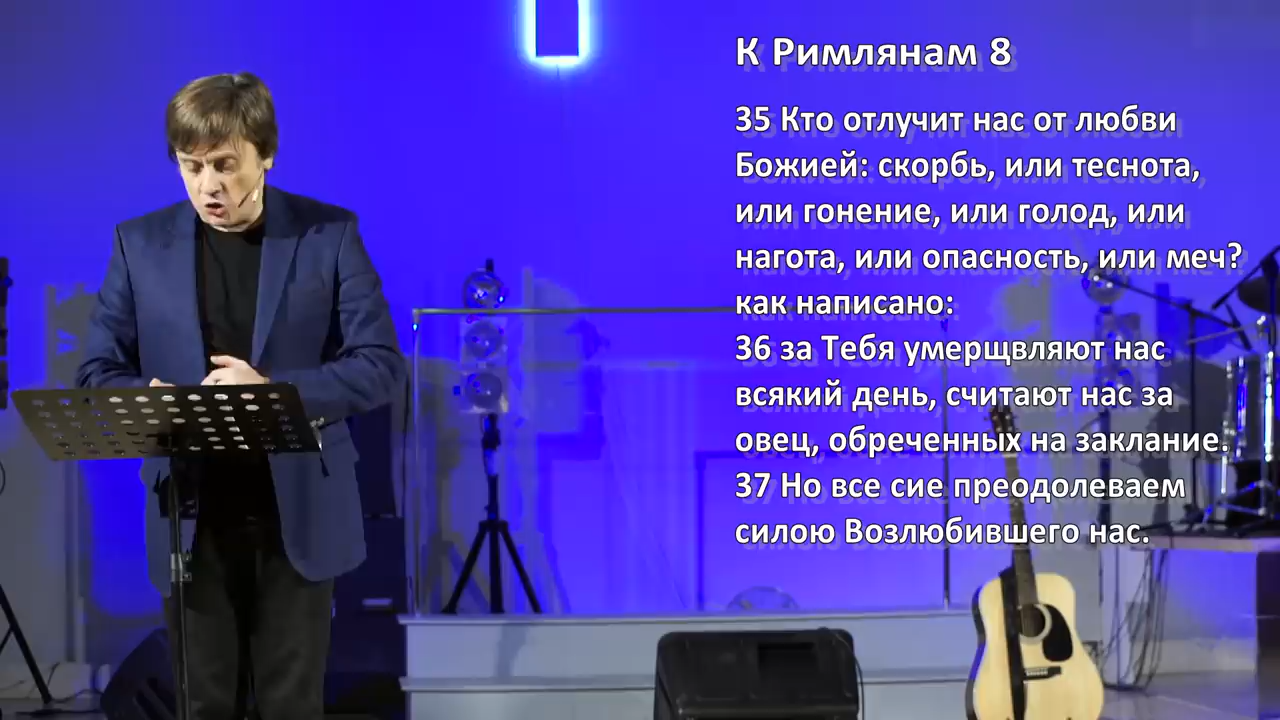 К Римлянам 8
35 Кто отлучит нас от любви
Божией: скорбь, или теснота,
или гонение, или голод, или
нагота, или опасность, или меч?
как написано:
36 за Тебя умерщвляют нас
всякий день, считают нас за
овец, обреченных на заклание.
37 Но все сие преодолеваем
силою Возлюбившего нас.